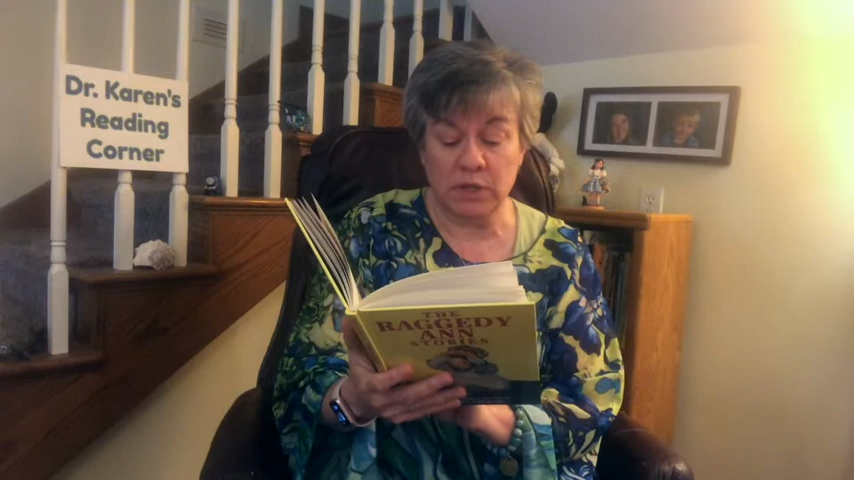 Dr. Karen's
Reading
Corner
THE
RAGGEDY
ANN
STORIES